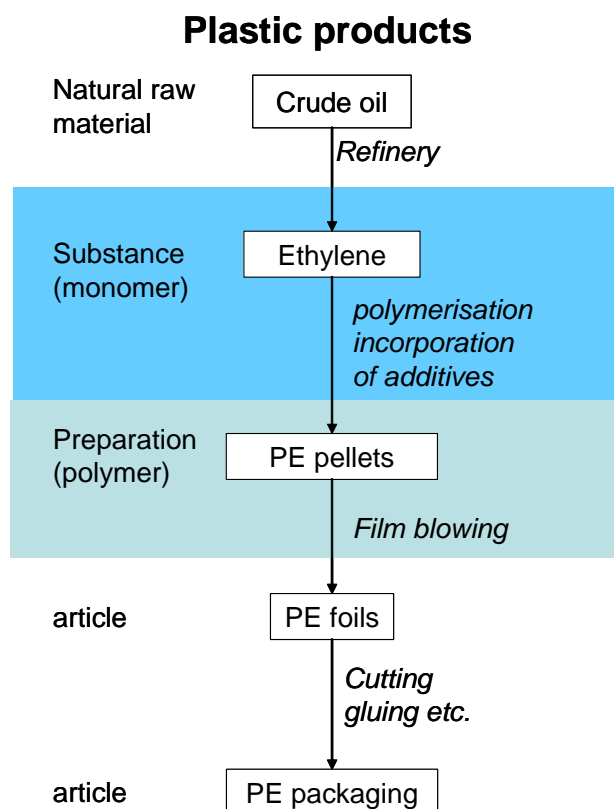 Plastic products
Natural raw
material
Crude oil
Refinery
Substance
(monomer)
Ethylene
polymerisation
incorporation
of additives
Preparation
(polymer)
PE pellets
Film blowing
article
PE foils
Cutting
gluing etc.
article
PE packaging